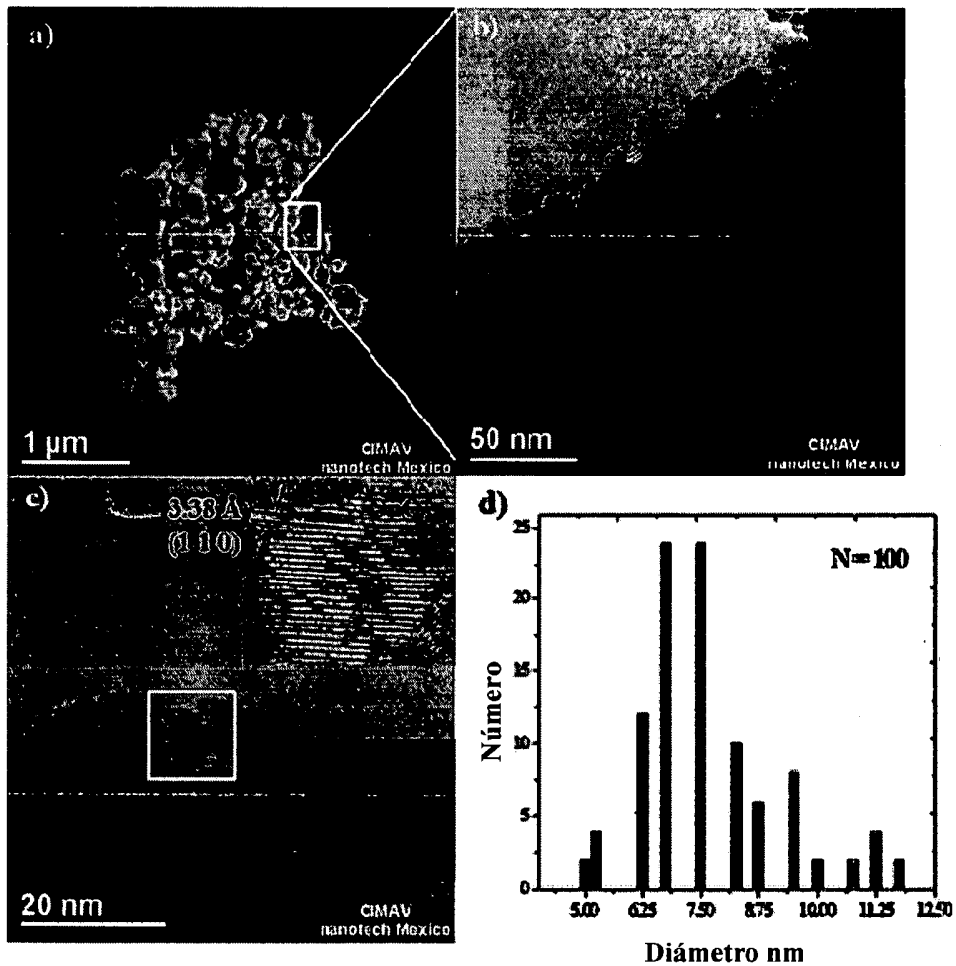 a)
1 µm
CIMAV
nanotech Mexico
b)
50 nm
CIMAV
nanotech Mexico
c)
3.38 Å
(1 1 0)
20 nm
CIMAV
nanotech Mexico
d)
N=100
Número
25
20
15
10
5
0
5.00
6.25
7.50
8.75
10.00
11.25
12.50
Diámetro nm